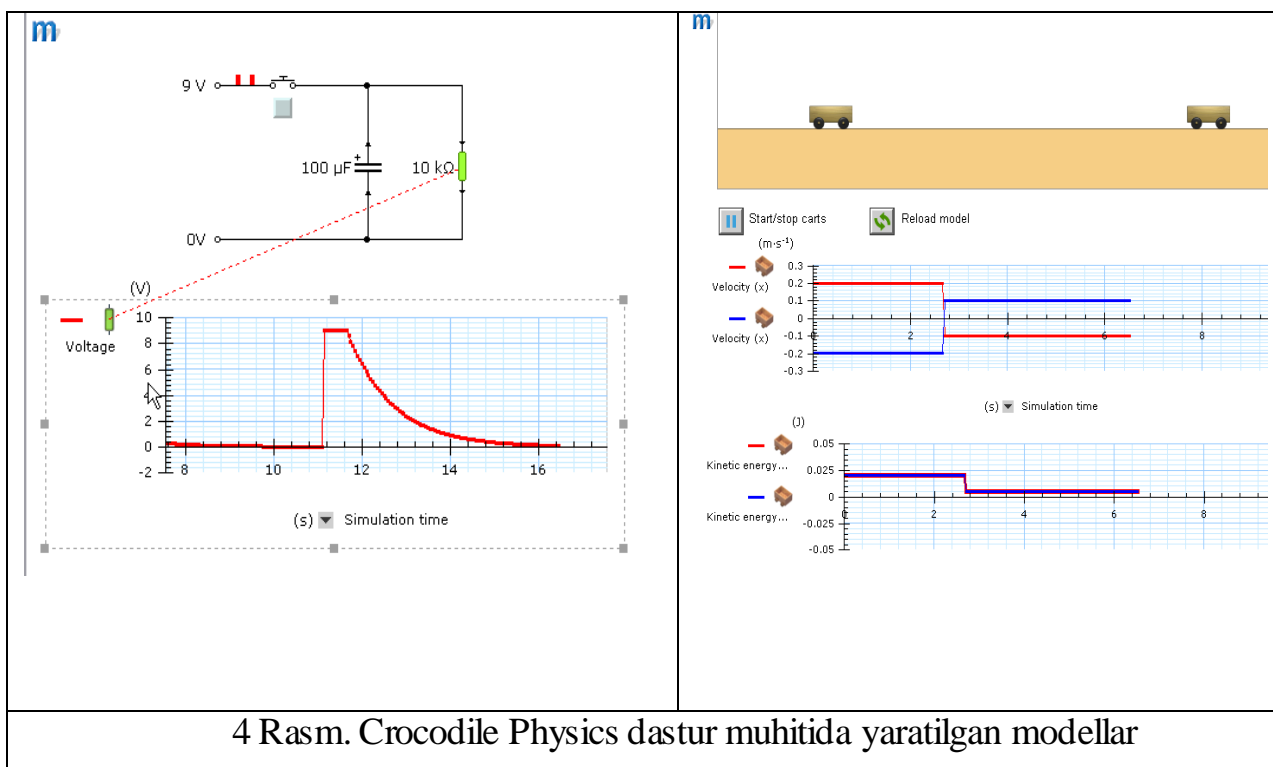 m
9 V
100 µF
+
10 kΩ
0V
(V)
Voltage
10
8
6
4
2
0
-2
8
10
12
14
16
(s) Simulation time
m
Start/stop carts
Reload model
(m·s⁻¹)
Velocity (x)
Velocity (x)
0.3
0.2
0.1
0
-0.1
-0.2
-0.3
0
2
4
6
8
(s) Simulation time
(J)
Kinetic energy...
Kinetic energy...
0.05
0.025
0
-0.025
-0.05
0
2
4
6
8
4 Rasm. Crocodile Physics dastur muhitida yaratilgan modellar